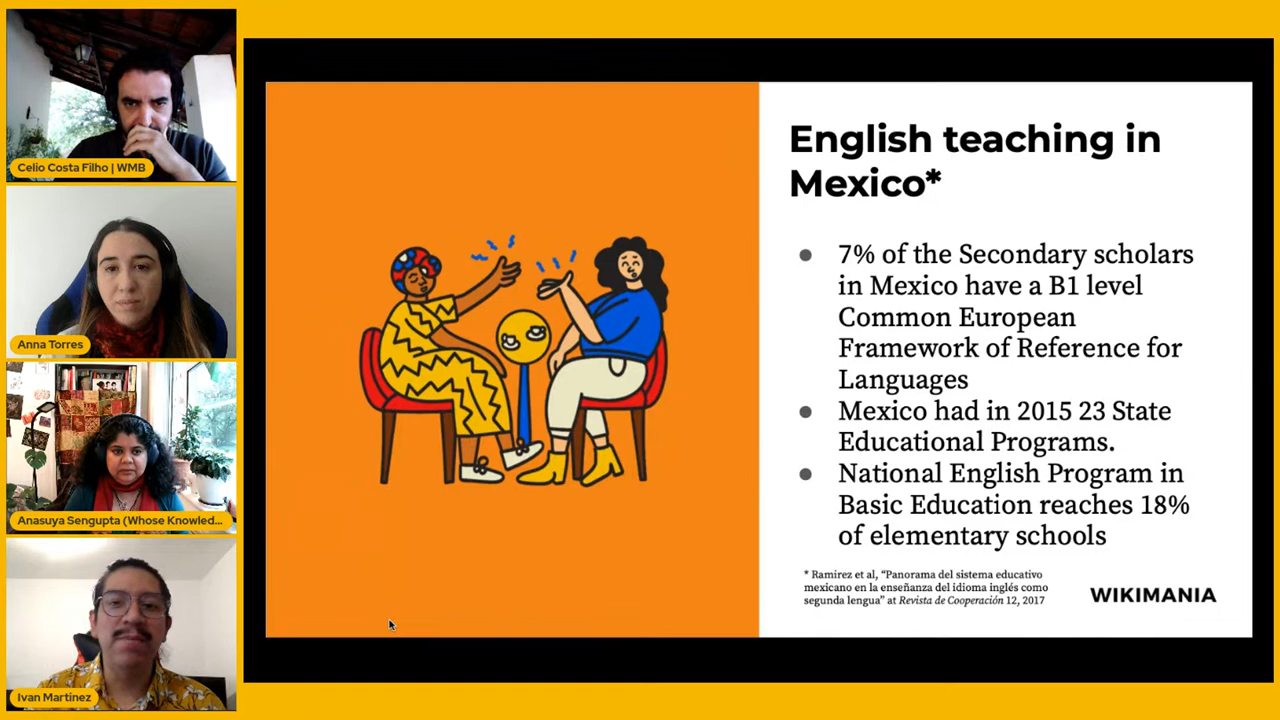 Celio Costa Filho | WMB
Anna Torres
Anasuya Sengupta (Whose Knowled...
Ivan Martínez
English teaching in
Mexico*
● 7% of the Secondary scholars
in Mexico have a B1 level
Common European
Framework of Reference for
Languages
● Mexico had in 2015 23 State
Educational Programs.
● National English Program in
Basic Education reaches 18%
of elementary schools
* Ramirez et al, “Panorama del sistema educativo
mexicano en la enseñanza del idioma inglés como
segunda lengua” at Revista de Cooperación 12, 2017
WIKIMANIA